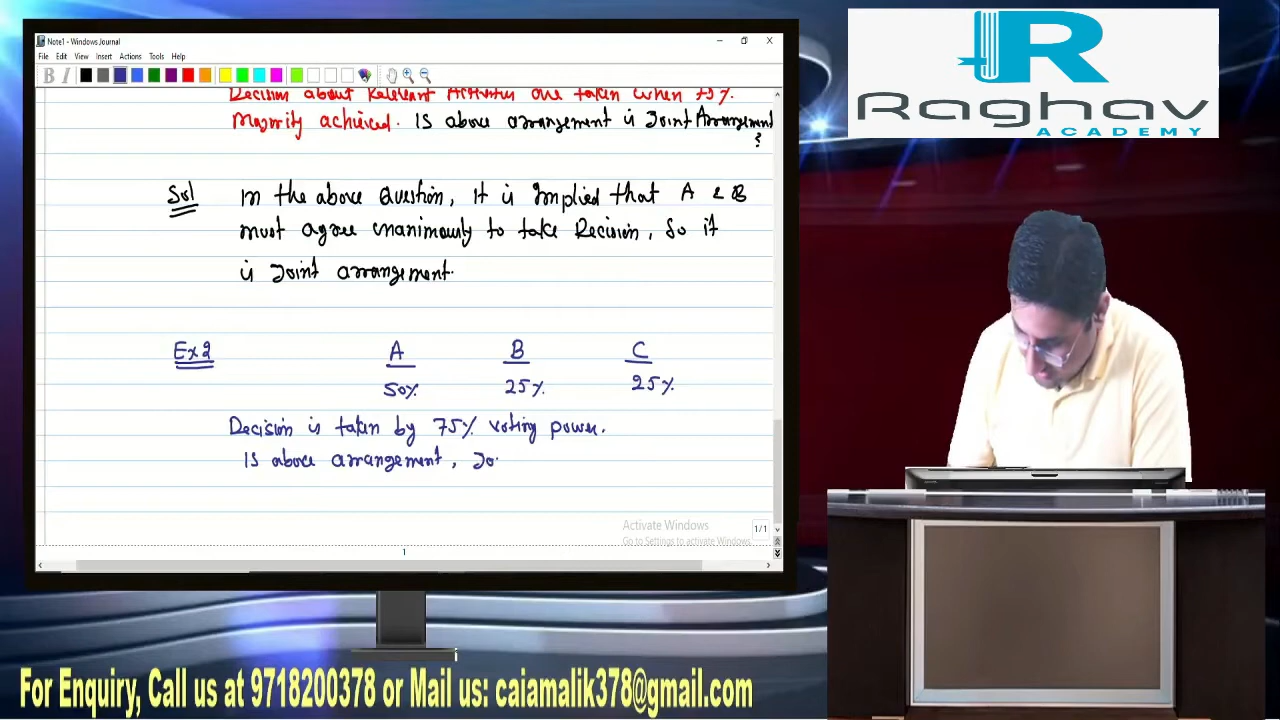 Note1 - Windows Journal
File Edit View Insert Actions Tools Help
B I
Decision about Relevant Activities are taken when 75%
Majority achieved. IS above arrangement is Joint Arrangement
?
Sol In the above Question, It is Implied that A & B
must agree unanimously to take Decision, So it
is Joint arrangement.
Ex2 A B C
50% 25% 25%
Decision is taken by 75% voting power.
IS above arrangement, Jo
Activate Windows
Go to Settings to activate Windows.
1/1
1
R
Raghav
ACADEMY
For Enquiry, Call us at 9718200378 or Mail us: caiamalik378@gmail.com